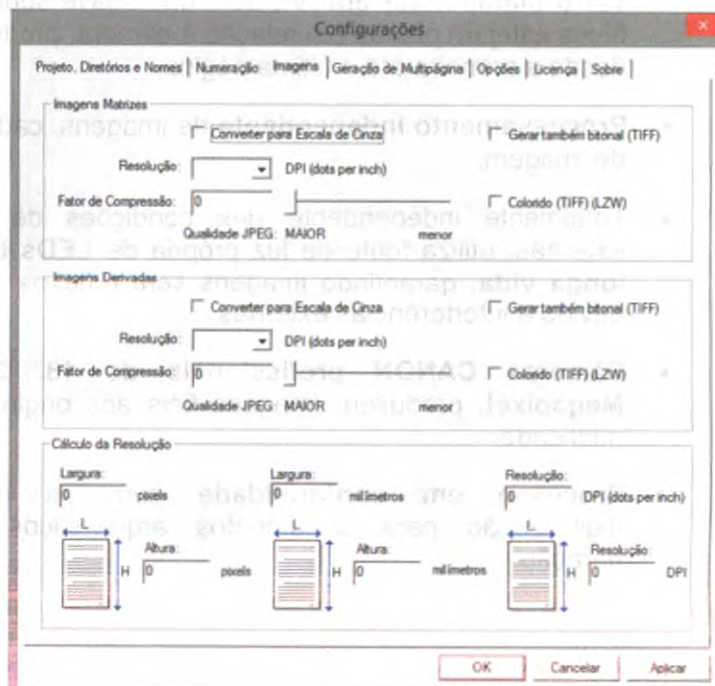 Configurações
Projeto, Diretórios e Nomes | Numeração | Imagens | Geração de Multipágina | Opções | Licença | Sobre
Imagens Matrizes
Converter para Escala de Cinza
Gerar também bitonal (TIFF)
Resolução:
DPI (dots per inch)
Fator de Compressão: 0
Colorido (TIFF) (LZW)
Qualidade JPEG: MAIOR menor
Imagens Derivadas
Converter para Escala de Cinza
Gerar também bitonal (TIFF)
Resolução:
DPI (dots per inch)
Fator de Compressão: 0
Colorido (TIFF) (LZW)
Qualidade JPEG: MAIOR menor
Cálculo da Resolução
Largura: Largura: Resolução:
0 pixels 0 milímetros 0 DPI (dots per inch)
L L L
Altura: Altura: Resolução:
H 0 pixels H 0 milímetros H 0 DPI
OK Cancelar Aplicar